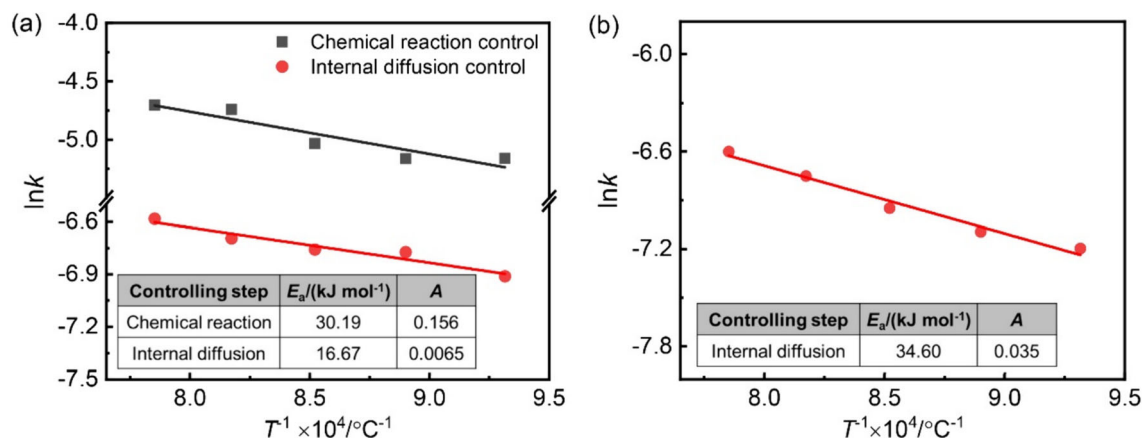 (a)
-4.0
-4.5
-5.0
-6.6
-6.9
-7.2
-7.5
lnk
Chemical reaction control
Internal diffusion control
Controlling step Eₐ/(kJ mol⁻¹) A
Chemical reaction 30.19 0.156
Internal diffusion 16.67 0.0065
8.0 8.5 9.0 9.5
T⁻¹ ×10⁴/°C⁻¹
(b)
-6.0
-6.6
-7.2
-7.8
lnk
Controlling step Eₐ/(kJ mol⁻¹) A
Internal diffusion 34.60 0.035
8.0 8.5 9.0 9.5
T⁻¹ ×10⁴/°C⁻¹